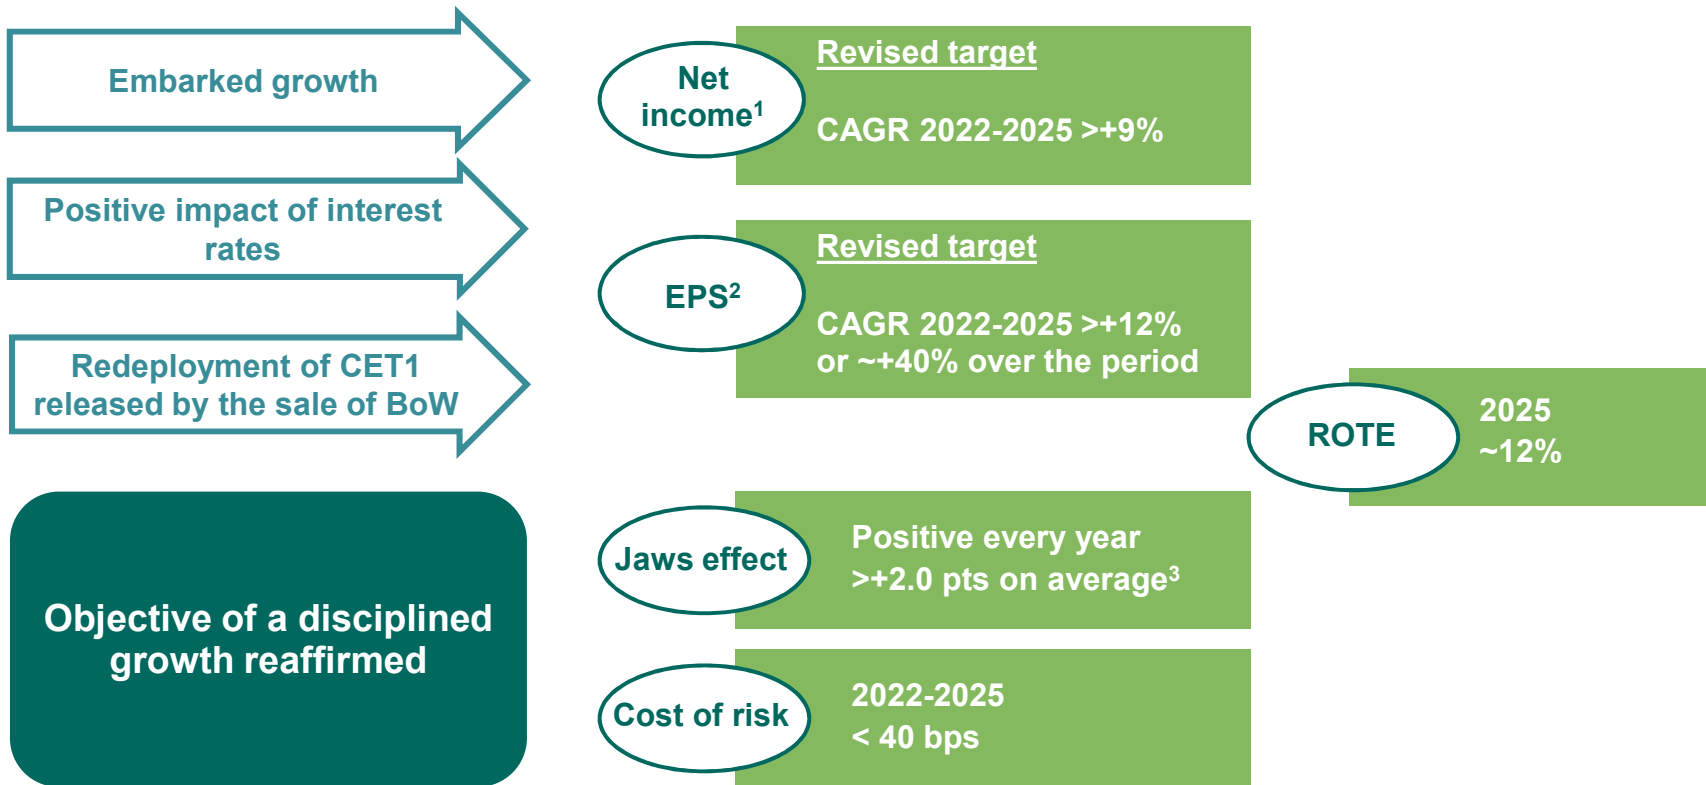 Embarked growth
Positive impact of interest
rates
Redeployment of CET1
released by the sale of BoW
Objective of a disciplined
growth reaffirmed
Net
income¹
Revised target
CAGR 2022-2025 >+9%
EPS²
Revised target
CAGR 2022-2025 >+12%
or ~+40% over the period
Jaws effect
Positive every year
>+2.0 pts on average³
Cost of risk
2022-2025
< 40 bps
ROTE
2025
~12%